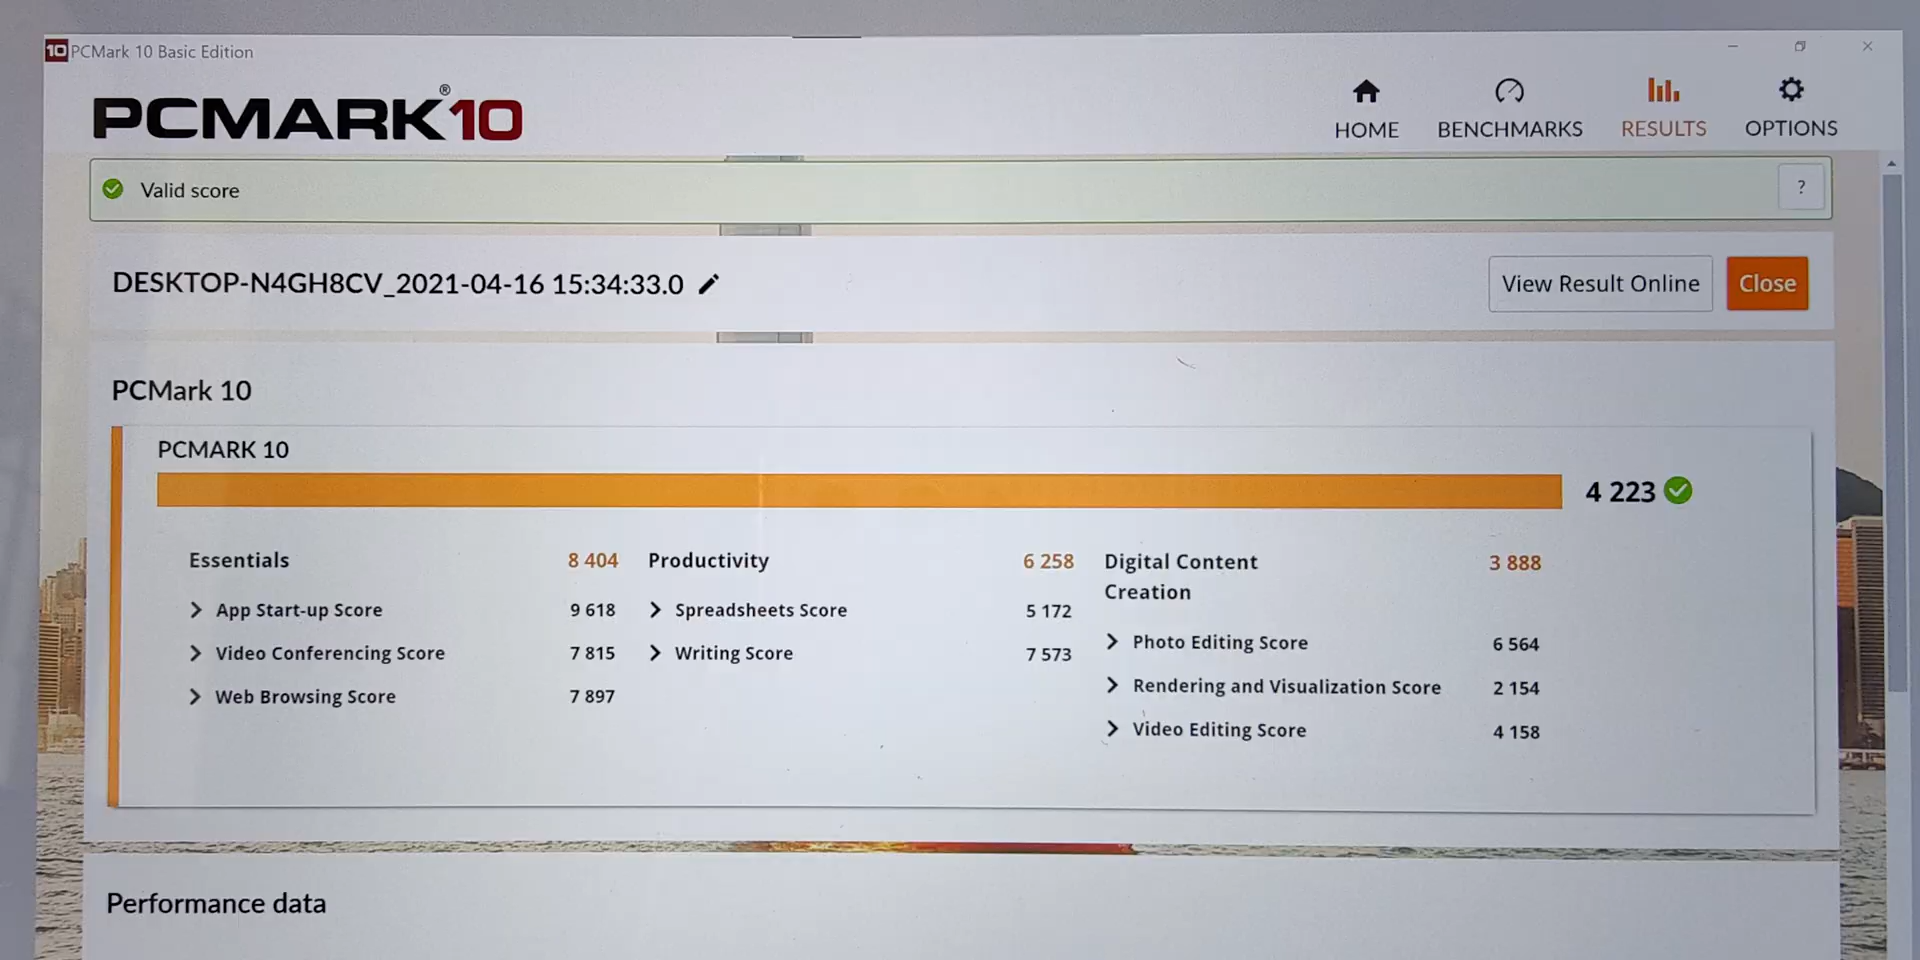 10 PCMark 10 Basic Edition
PCMARK®10
HOME BENCHMARKS RESULTS OPTIONS
Valid score ?
DESKTOP-N4GH8CV_2021-04-16 15:34:33.0 View Result Online Close
PCMark 10
PCMARK 10
4 223
Essentials 8 404
App Start-up Score 9 618
Video Conferencing Score 7 815
Web Browsing Score 7 897
Productivity 6 258
Spreadsheets Score 5 172
Writing Score 7 573
Digital Content
Creation 3 888
Photo Editing Score 6 564
Rendering and Visualization Score 2 154
Video Editing Score 4 158
Performance data